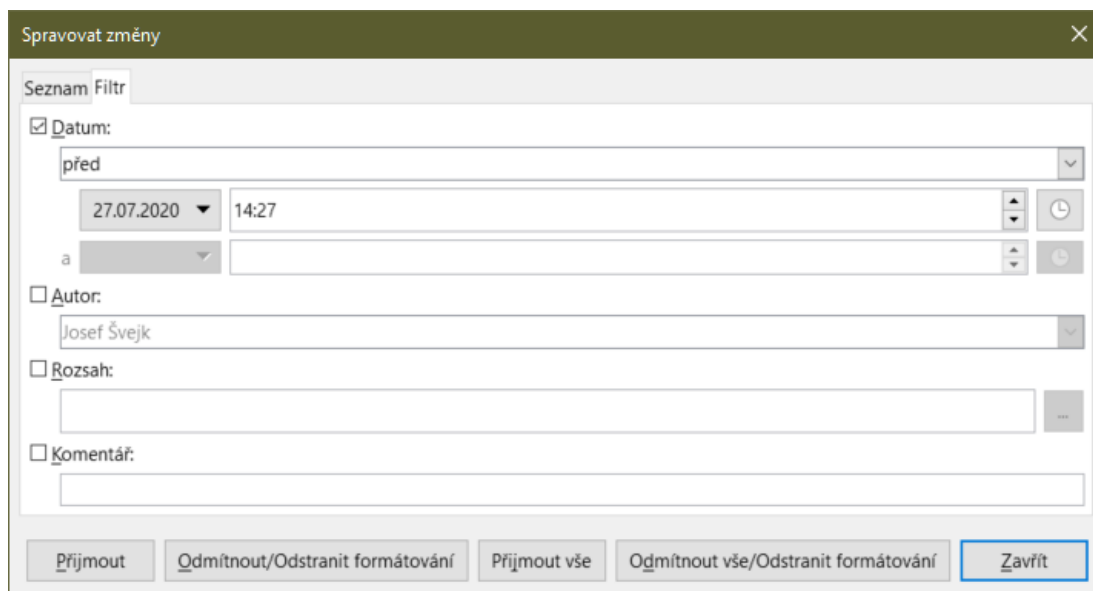 Spravovat změny
Seznam Filtr
Datum:
před
27.07.2020 14:27
a
Autor:
Josef Švejk
Rozsah:
...
Komentář:
Přijmout Odmítnout/Odstranit formátování Přijmout vše Odmítnout vše/Odstranit formátování Zavřít